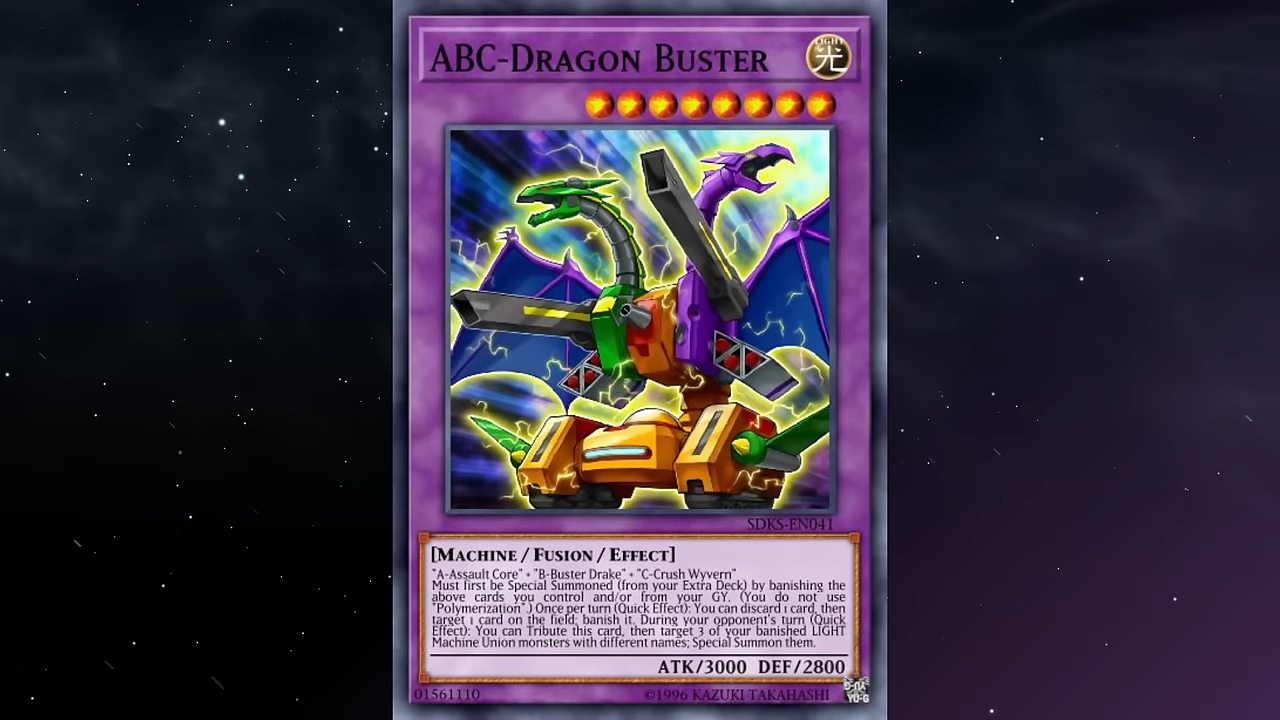 ABC-DRAGON BUSTER
LIGHT
光
SDKS-EN041
[MACHINE / FUSION / EFFECT]
"A-Assault Core" + "B-Buster Drake" + "C-Crush Wyvern"
Must first be Special Summoned (from your Extra Deck) by banishing the
above cards you control and/or from your GY. (You do not use
"Polymerization".) Once per turn (Quick Effect): You can discard 1 card, then
target 1 card on the field; banish it. During your opponent's turn (Quick
Effect): You can Tribute this card, then target 3 of your banished LIGHT
Machine Union monsters with different names; Special Summon them.
ATK/3000 DEF/2800
01561110
©1996 KAZUKI TAKAHASHI